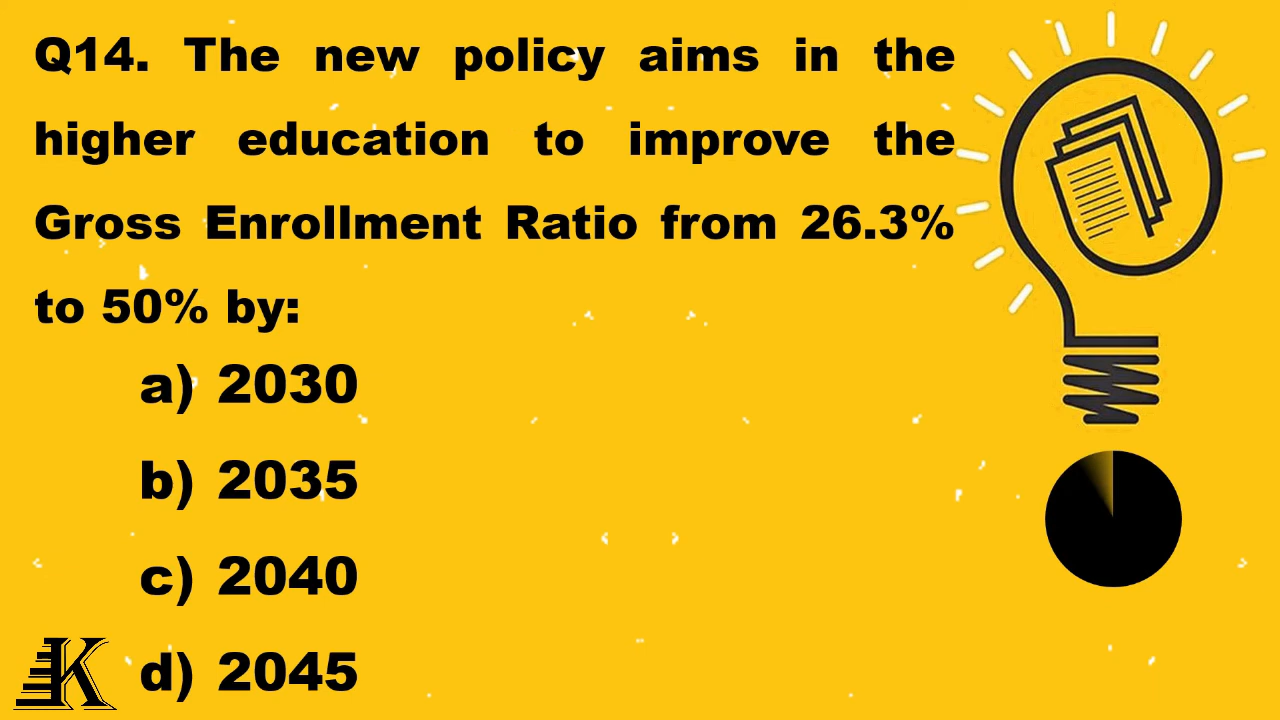 Q14. The new policy aims in the
higher education to improve the
Gross Enrollment Ratio from 26.3%
to 50% by:
a) 2030
b) 2035
c) 2040
d) 2045
K